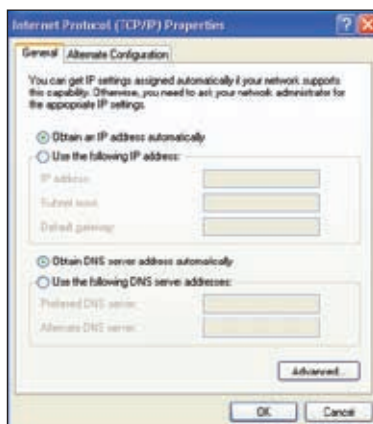 Internet Protocol (TCP/IP) Properties
General
Alternate Configuration
You can get IP settings assigned automatically if your network supports
this capability. Otherwise, you need to ask your network administrator for
the appropriate IP settings.
Obtain an IP address automatically
Use the following IP address:
IP address:
Subnet mask:
Default gateway:
Obtain DNS server address automatically
Use the following DNS server addresses:
Preferred DNS server:
Alternate DNS server:
Advanced...
OK
Cancel